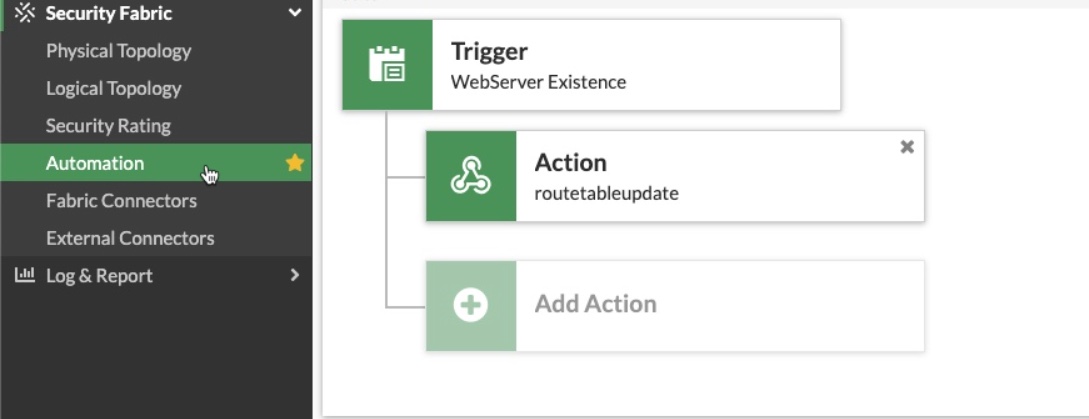 Security Fabric
Physical Topology
Logical Topology
Security Rating
Automation
Fabric Connectors
External Connectors
Log & Report
Trigger
WebServer Existence
Action
routetableupdate
Add Action